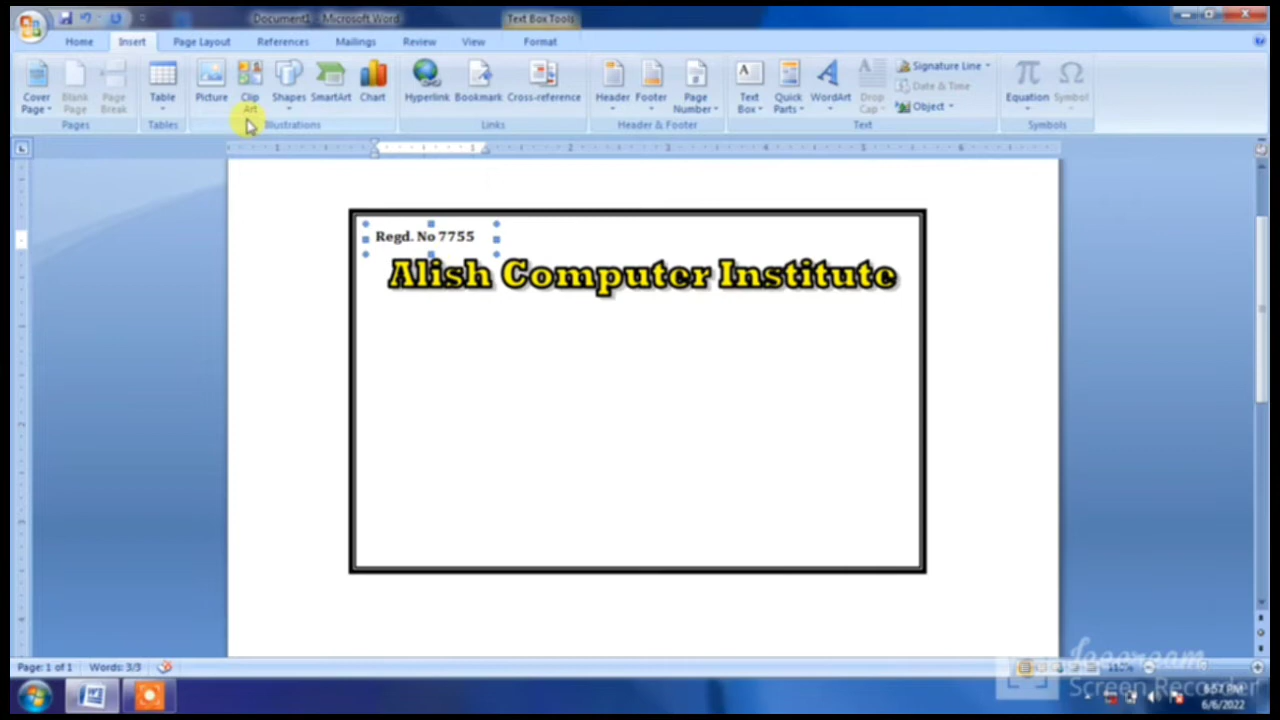 Document1 - Microsoft Word
Text Box Tools
Home
Insert
Page Layout
References
Mailings
Review
View
Format
Cover Page
Blank Page
Page Break
Table
Picture
Clip Art
Shapes
SmartArt
Chart
Hyperlink
Bookmark
Cross-reference
Header
Footer
Page Number
Text Box
Quick Parts
WordArt
Drop Cap
Signature Line
Date & Time
Object
Equation
Symbol
Pages
Tables
Illustrations
Links
Header & Footer
Text
Symbols
Regd. No 7755
Alish Computer Institute
Page: 1 of 1
Words: 3/3
Screen Recorder
6:57 PM
6/6/2022